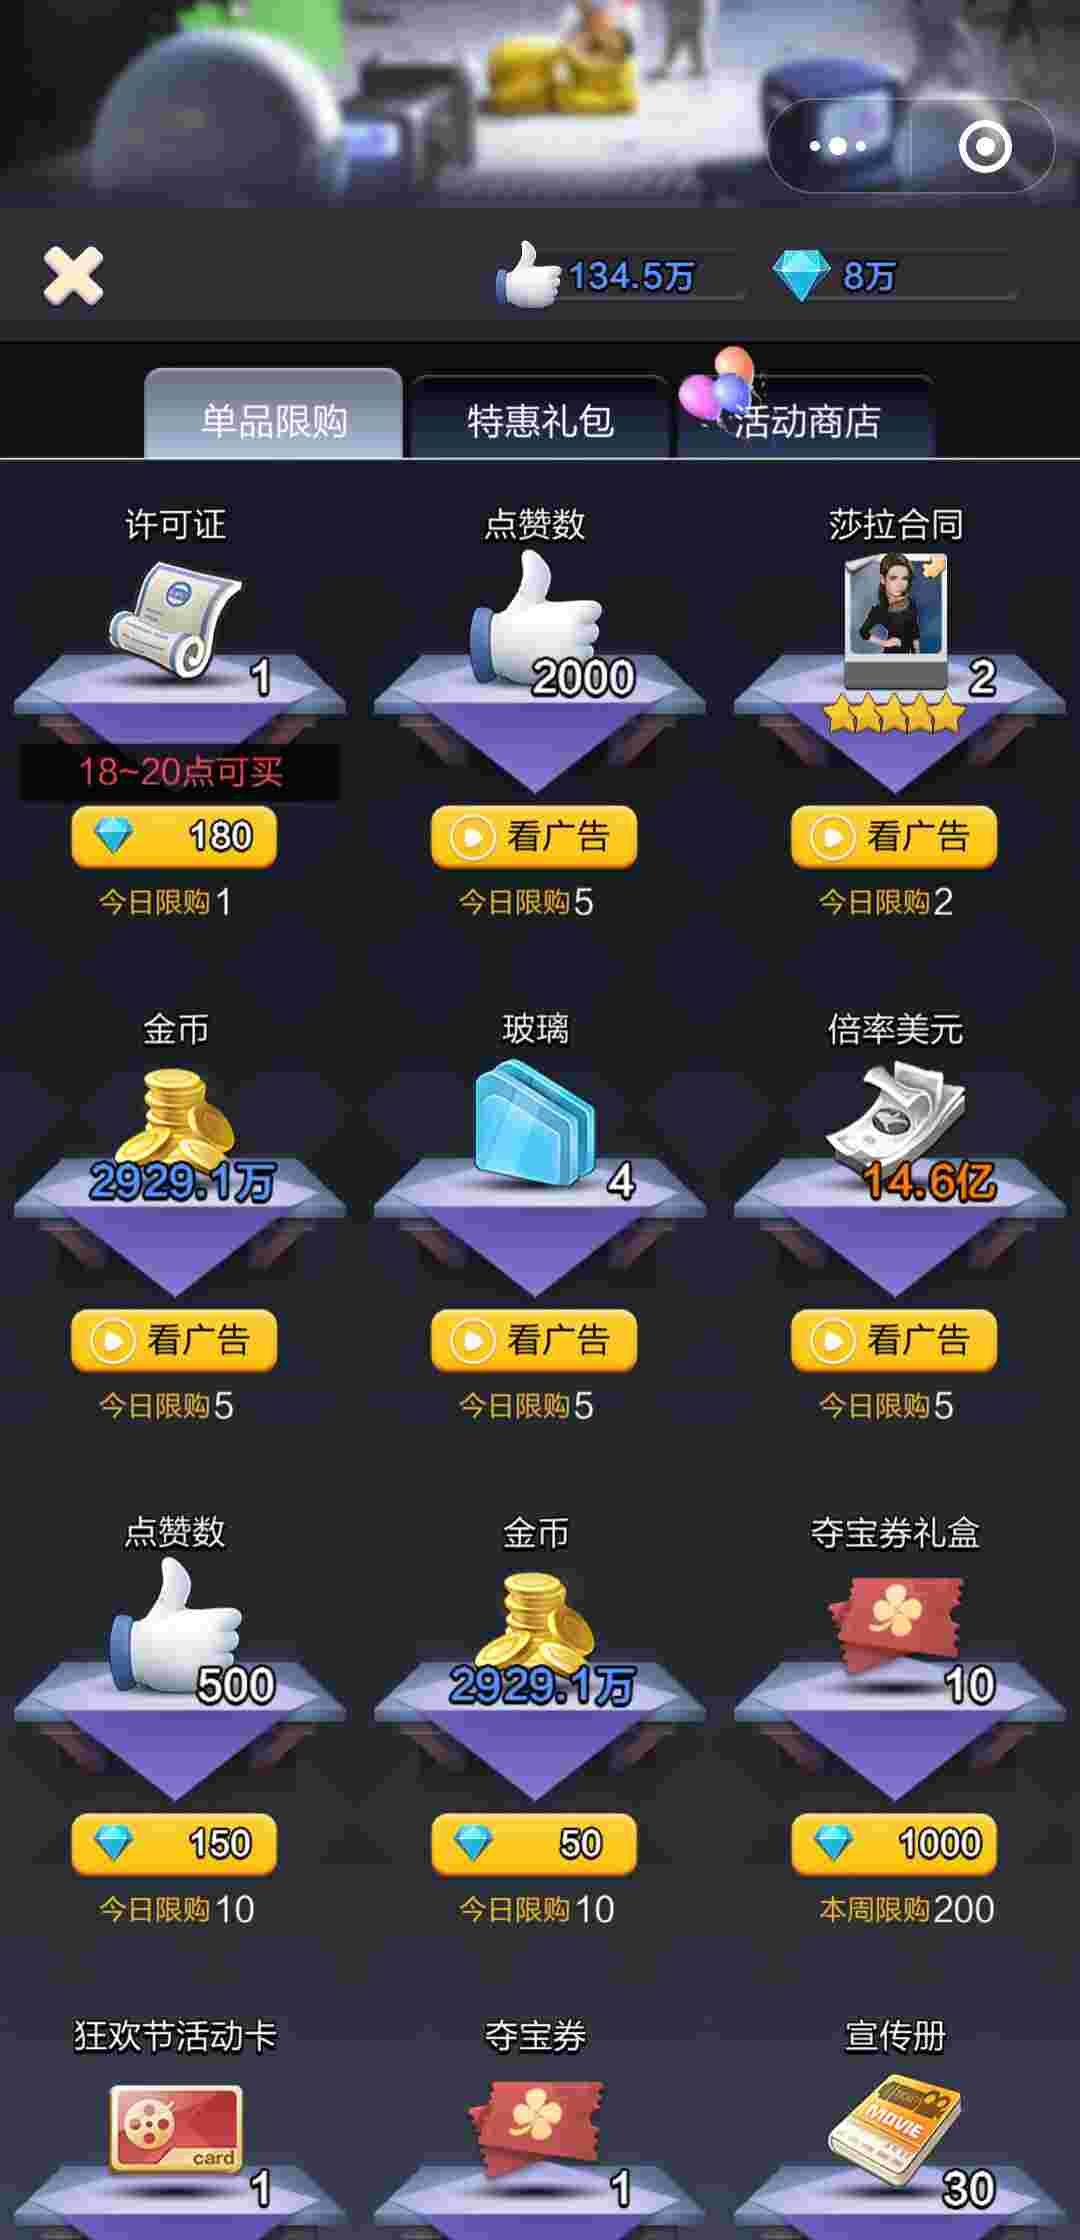 134.5万
8万
单品限购
特惠礼包
活动商店
许可证
点赞数
莎拉合同
1
2000
2
18~20点可买
180
看广告
看广告
今日限购1
今日限购5
今日限购2
金币
玻璃
倍率美元
2929.1万
4
14.6亿
看广告
看广告
看广告
今日限购5
今日限购5
今日限购5
点赞数
金币
夺宝券礼盒
500
2929.1万
10
150
50
1000
今日限购10
今日限购10
本周限购200
狂欢节活动卡
夺宝券
宣传册
card
MOVIE
1
1
30